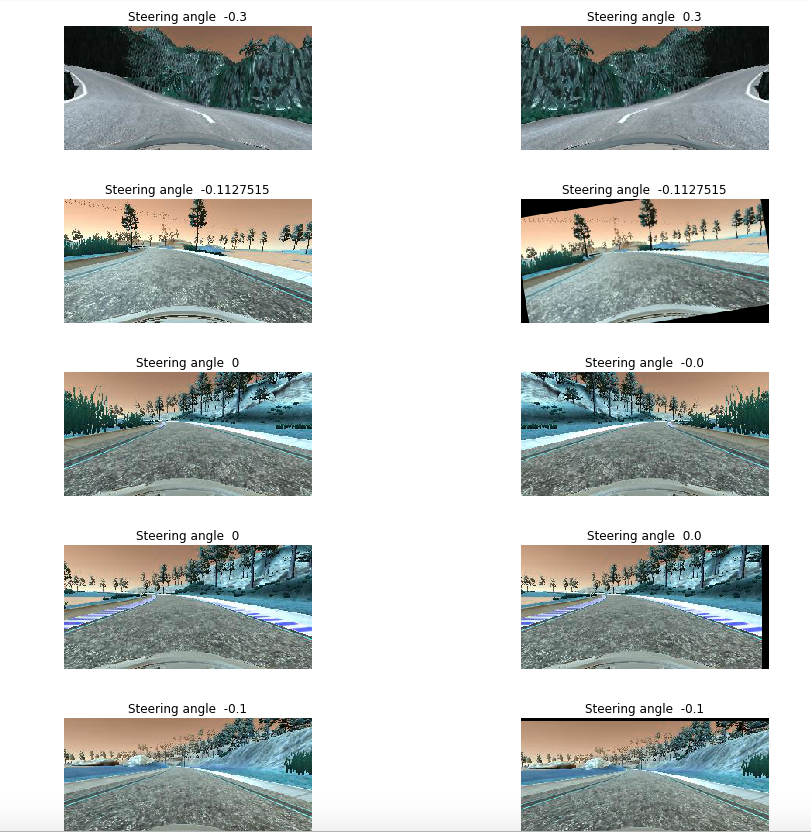 Steering angle -0.3
Steering angle 0.3
Steering angle -0.1127515
Steering angle -0.1127515
Steering angle 0
Steering angle -0.0
Steering angle 0
Steering angle 0.0
Steering angle -0.1
Steering angle -0.1